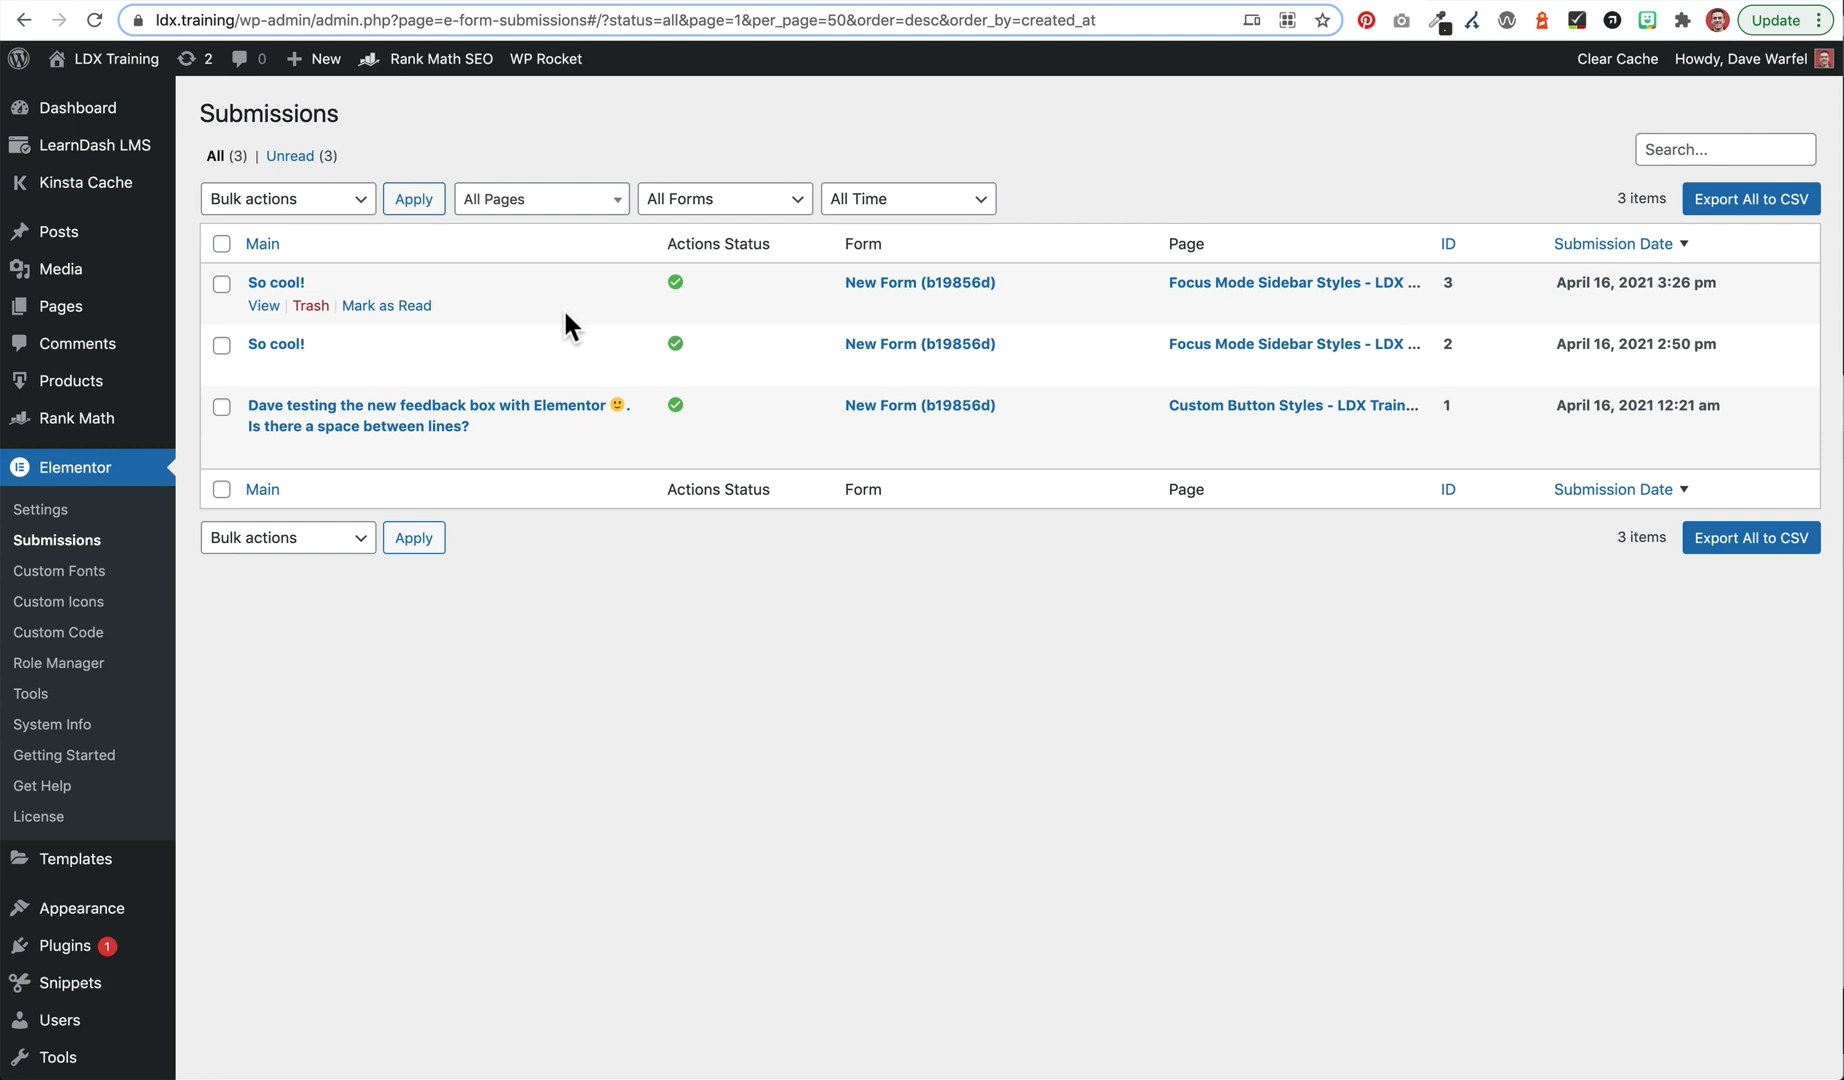 ldx.training/wp-admin/admin.php?page=e-form-submissions#/?status=all&page=1&per_page=50&order=desc&order_by=created_at
Update
LDX Training 2 0 New Rank Math SEO WP Rocket Clear Cache Howdy, Dave Warfel
Dashboard
LearnDash LMS
Kinsta Cache
Posts
Media
Pages
Comments
Products
Rank Math
Elementor
Settings
Submissions
Custom Fonts
Custom Icons
Custom Code
Role Manager
Tools
System Info
Getting Started
Get Help
License
Templates
Appearance
Plugins 1
Snippets
Users
Tools
Submissions
All (3) | Unread (3)
Search...
Bulk actions Apply All Pages All Forms All Time 3 items Export All to CSV
Main Actions Status Form Page ID Submission Date
So cool! New Form (b19856d) Focus Mode Sidebar Styles - LDX ... 3 April 16, 2021 3:26 pm
View | Trash | Mark as Read
So cool! New Form (b19856d) Focus Mode Sidebar Styles - LDX ... 2 April 16, 2021 2:50 pm
Dave testing the new feedback box with Elementor 🙂. New Form (b19856d) Custom Button Styles - LDX Train... 1 April 16, 2021 12:21 am
Is there a space between lines?
Main Actions Status Form Page ID Submission Date
Bulk actions Apply 3 items Export All to CSV